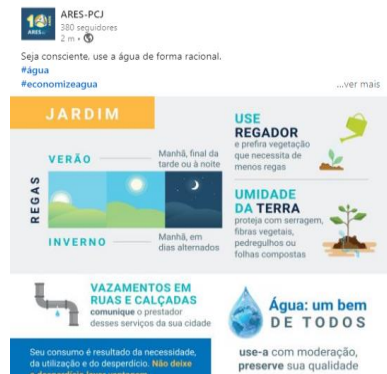 10!
ARES-PCJ
380 seguidores
2 m •
Seja consciente, use a água de forma racional.
#água
#economizeagua
...ver mais
JARDIM
REGAS
VERÃO
Manhã, final da
tarde ou à noite
INVERNO
Manhã, em
dias alternados
USE
REGADOR
e prefira vegetação
que necessita de
menos regas
UMIDADE
DA TERRA
proteja com serragem,
fibras vegetais,
pedregulhos ou
folhas compostas
VAZAMENTOS EM
RUAS E CALÇADAS
comunique o prestador
desses serviços da sua cidade
Seu consumo é resultado da necessidade,
da utilização e do desperdício. Não deixe
o desperdício levar vantagem
Água: um bem
DE TODOS
use-a com moderação,
preserve sua qualidade